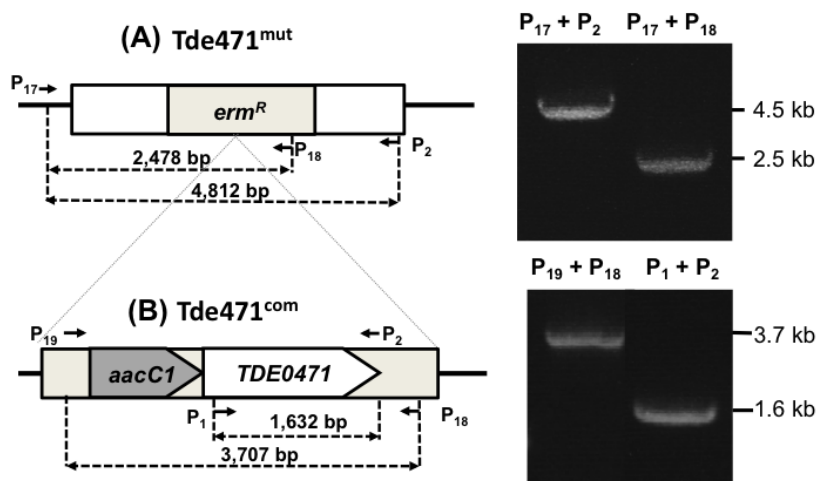 (A) Tde471mut
P17
ermR
P18
P2
2,478 bp
4,812 bp
(B) Tde471com
P19
P2
aacC1
TDE0471
P1
P18
1,632 bp
3,707 bp
P17 + P2 P17 + P18
4.5 kb
2.5 kb
P19 + P18 P1 + P2
3.7 kb
1.6 kb